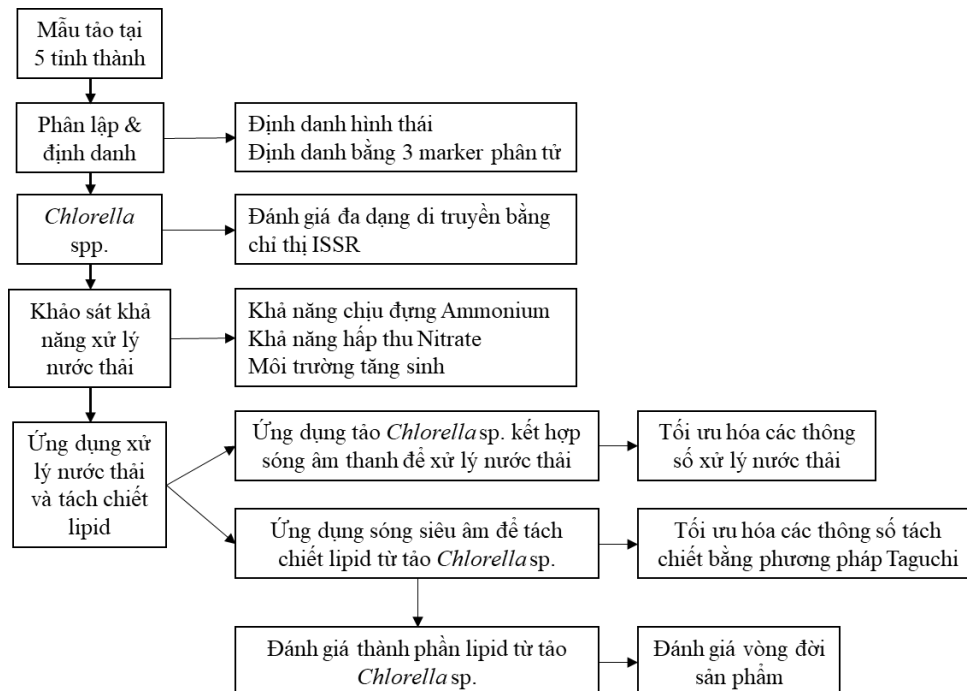 Mẫu tảo tại
5 tỉnh thành
Phân lập &
định danh
Định danh hình thái
Định danh bằng 3 marker phân tử
Chlorella
spp.
Đánh giá đa dạng di truyền bằng
chỉ thị ISSR
Khảo sát khả
năng xử lý
nước thải
Khả năng chịu đựng Ammonium
Khả năng hấp thu Nitrate
Môi trường tăng sinh
Ứng dụng xử
lý nước thải
và tách chiết
lipid
Ứng dụng tảo Chlorella sp. kết hợp
sóng âm thanh để xử lý nước thải
Tối ưu hóa các thông
số xử lý nước thải
Ứng dụng sóng siêu âm để tách
chiết lipid từ tảo Chlorella sp.
Tối ưu hóa các thông số tách
chiết bằng phương pháp Taguchi
Đánh giá thành phần lipid từ tảo
Chlorella sp.
Đánh giá vòng đời
sản phẩm